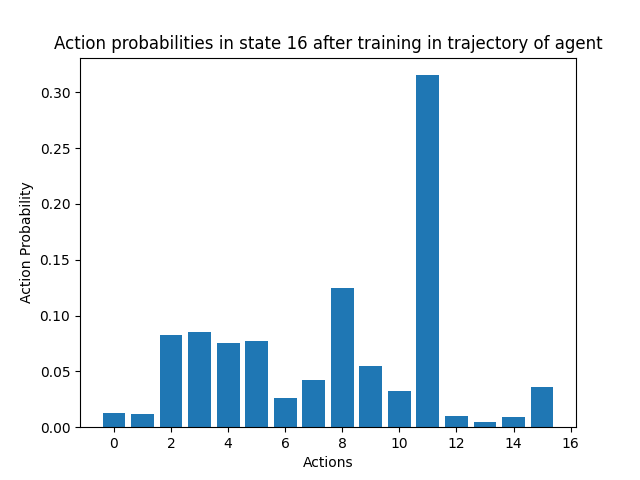 Action probabilities in state 16 after training in trajectory of agent
0.30
0.25
0.20
0.15
0.10
0.05
0.00
Action Probability
0 2 4 6 8 10 12 14 16
Actions